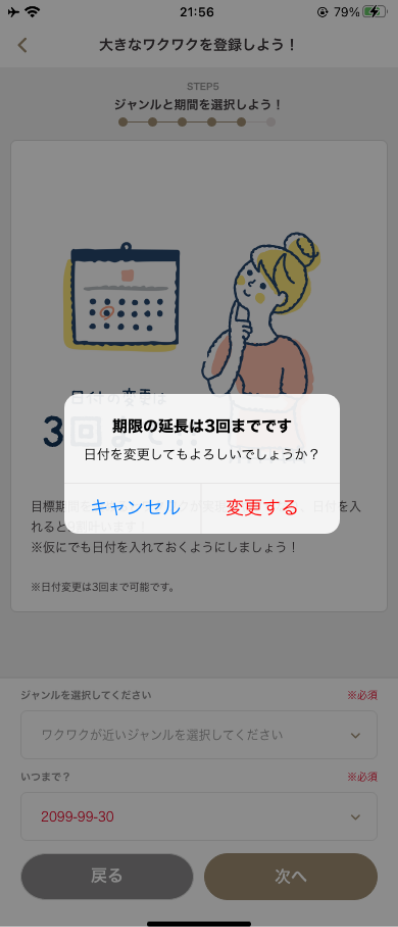 21:56
79%
大きなワクワクを登録しよう！
STEP5
ジャンルと期間を選択しよう！
日付の変更は
3回まで!!
期限の延長は3回までです
日付を変更してもよろしいでしょうか？
キャンセル
変更する
目標期
日付を入
れると
※仮にでも日付を入れておくようにしましょう！
※日付変更は3回まで可能です。
ジャンルを選択してください
※必須
ワクワクが近いジャンルを選択してください
いつまで？
※必須
2099-99-30
戻る
次へ